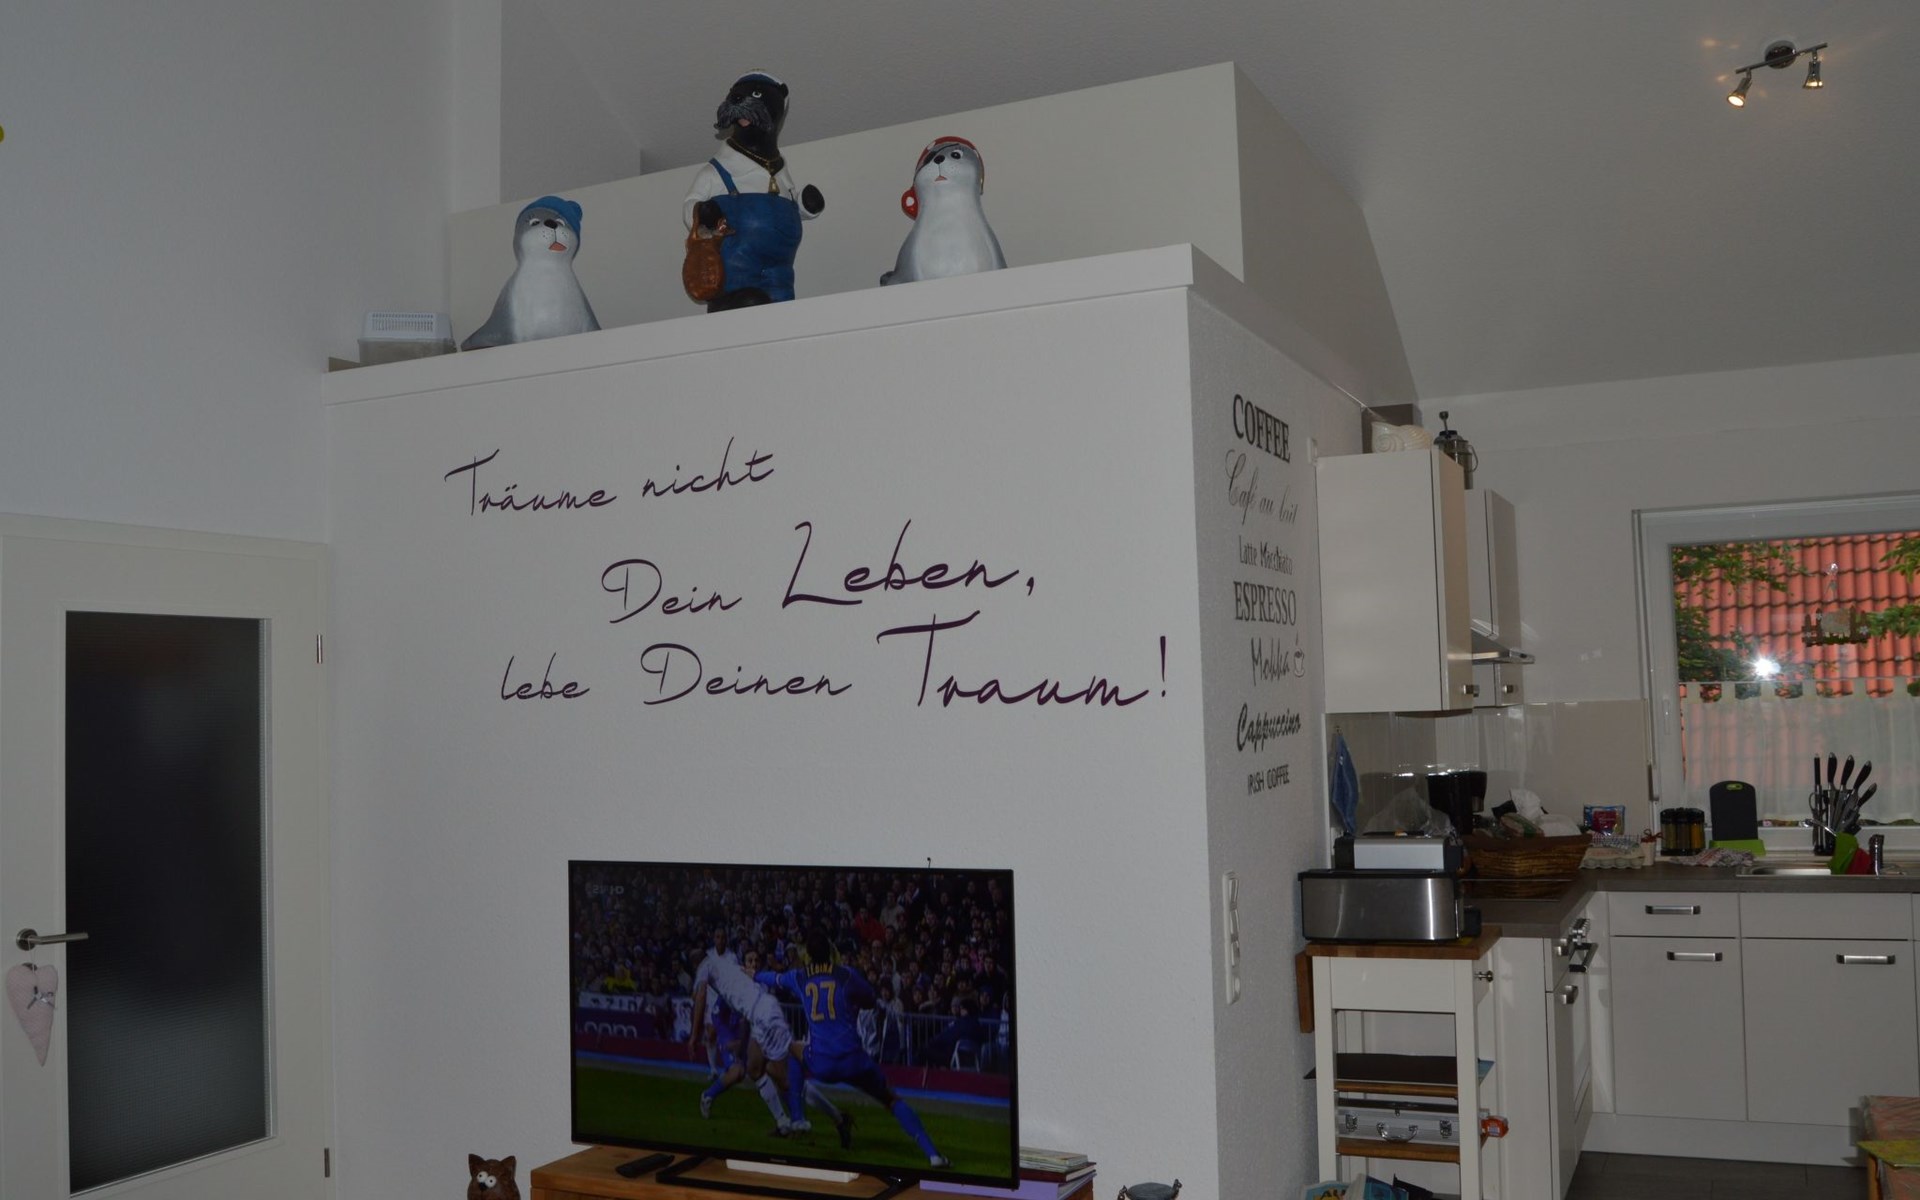 Träume nicht
Dein Leben,
lebe Deinen Traum!
COFFEE
Café au lait
Latte Macchiato
ESPRESSO
Mokka
Cappuccino
IRISH COFFEE
27
.com